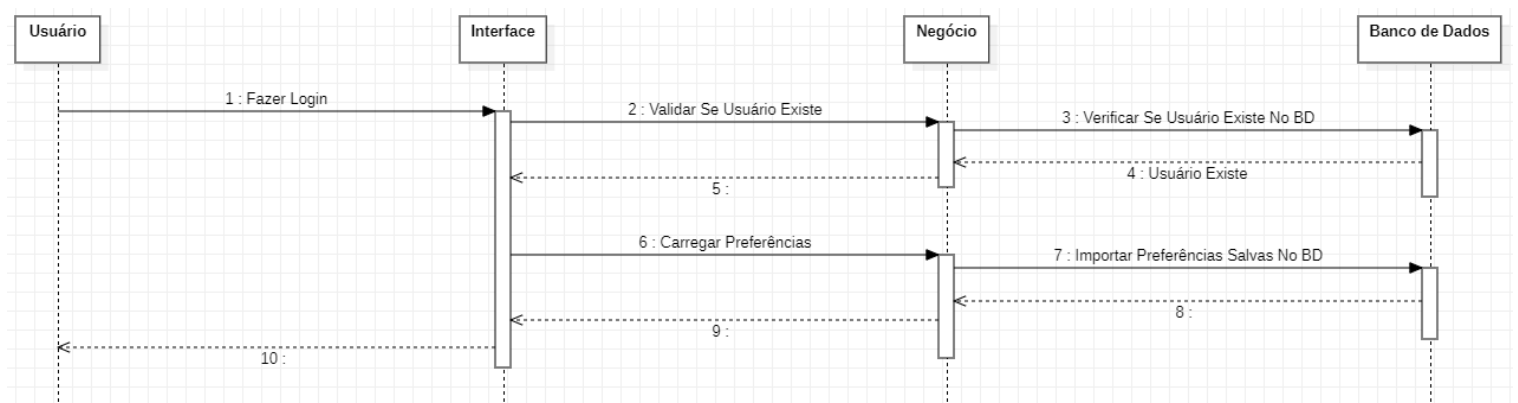 Usuário
Interface
Negócio
Banco de Dados
1 : Fazer Login
2 : Validar Se Usuário Existe
3 : Verificar Se Usuário Existe No BD
4 : Usuário Existe
5 :
6 : Carregar Preferências
7 : Importar Preferências Salvas No BD
8 :
9 :
10 :